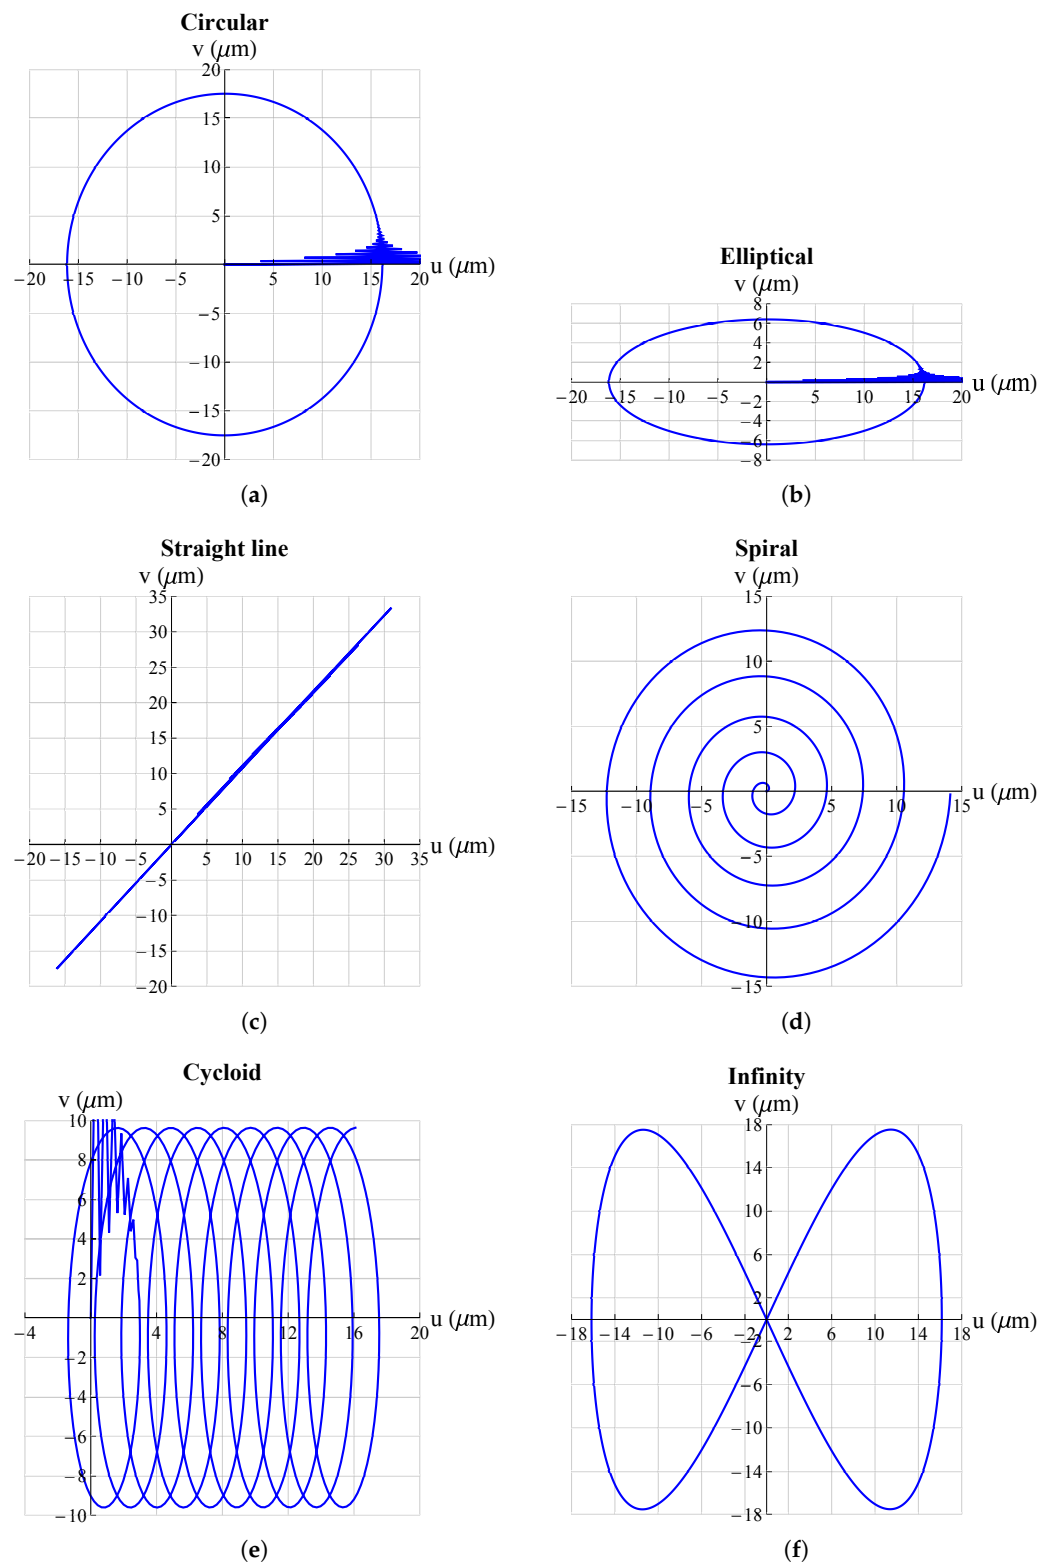 Circular
v (μm)
20
15
10
5
−20 −15 −10 −5 5 10 15 20 u (μm)
−5
−10
−15
−20
(a)
Elliptical
v (μm)
8
6
4
2
−20 −15 −10 −5 5 10 15 20 u (μm)
−2
−4
−6
−8
(b)
Straight line
v (μm)
35
30
25
20
15
10
5
−20 −15 −10 −5 5 10 15 20 25 30 35 u (μm)
−5
−10
−15
−20
(c)
Spiral
v (μm)
15
10
5
−15 −10 −5 5 10 15 u (μm)
−5
−10
−15
(d)
Cycloid
v (μm)
10
8
6
4
2
−4 4 8 12 16 20 u (μm)
−2
−4
−6
−8
−10
(e)
Infinity
v (μm)
18
14
10
6
2
−18 −14 −10 −6 −2 2 6 10 14 18 u (μm)
−2
−6
−10
−14
−18
(f)